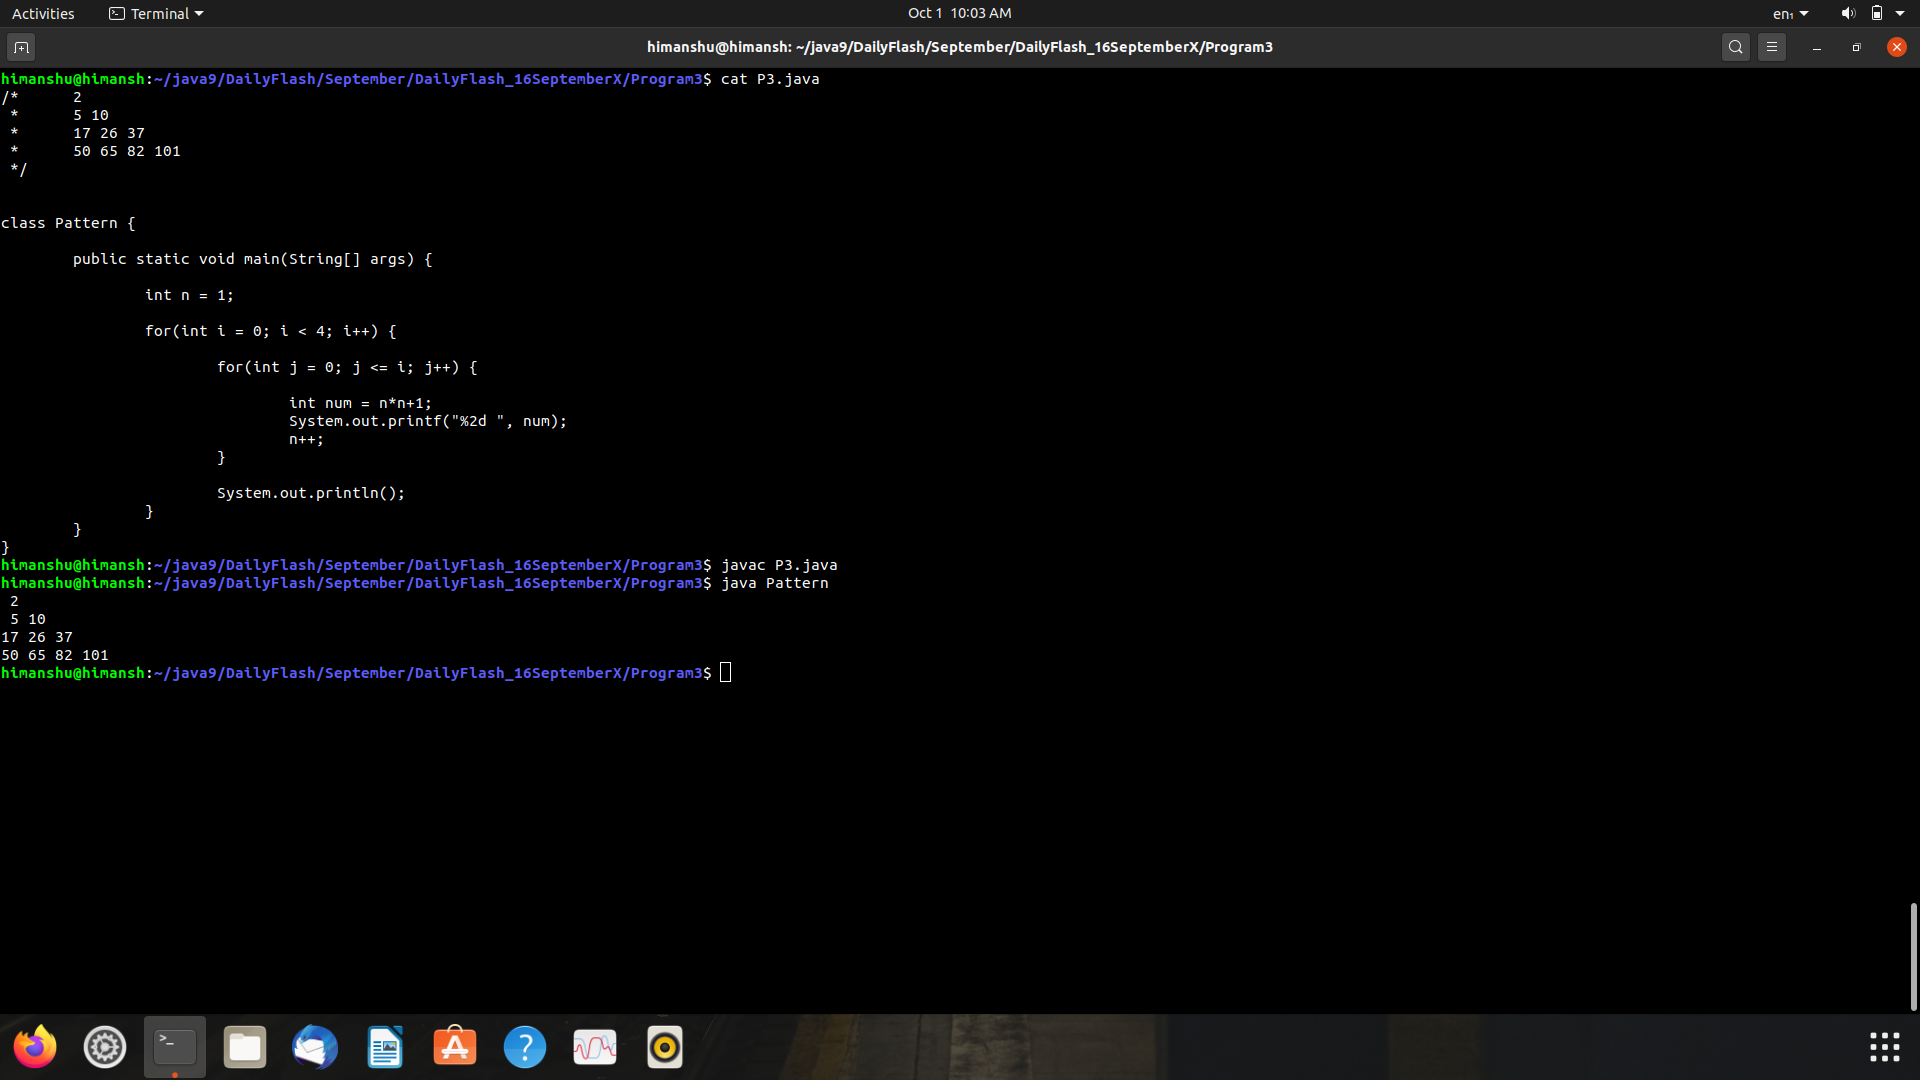 Activities Terminal Oct 1 10:03 AM en₁
himanshu@himansh: ~/java9/DailyFlash/September/DailyFlash_16SeptemberX/Program3
himanshu@himansh:~/java9/DailyFlash/September/DailyFlash_16SeptemberX/Program3$ cat P3.java
/*      2
 *      5 10
 *      17 26 37
 *      50 65 82 101
 */
class Pattern {
        public static void main(String[] args) {
                int n = 1;
                for(int i = 0; i < 4; i++) {
                        for(int j = 0; j <= i; j++) {
                                int num = n*n+1;
                                System.out.printf("%2d ", num);
                                n++;
                        }
                        System.out.println();
                }
        }
}
himanshu@himansh:~/java9/DailyFlash/September/DailyFlash_16SeptemberX/Program3$ javac P3.java
himanshu@himansh:~/java9/DailyFlash/September/DailyFlash_16SeptemberX/Program3$ java Pattern
 2
 5 10
17 26 37
50 65 82 101
himanshu@himansh:~/java9/DailyFlash/September/DailyFlash_16SeptemberX/Program3$